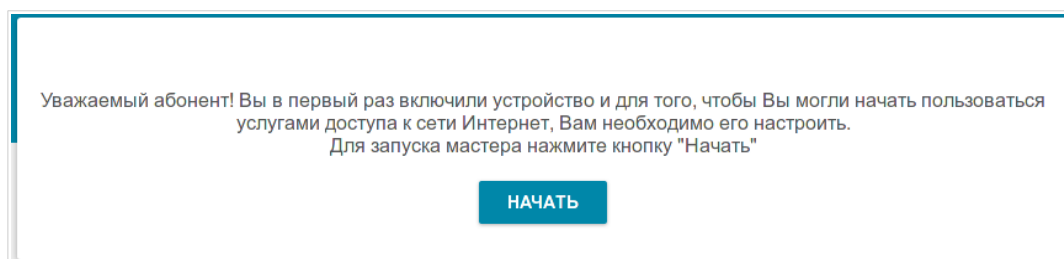 Уважаемый абонент! Вы в первый раз включили устройство и для того, чтобы Вы могли начать пользоваться
услугами доступа к сети Интернет, Вам необходимо его настроить.
Для запуска мастера нажмите кнопку "Начать"
НАЧАТЬ